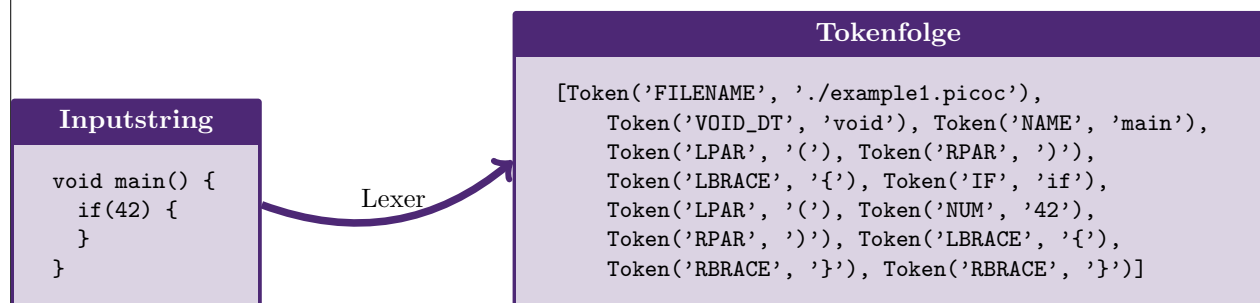 Inputstring
void main() {
  if(42) {
  }
}
Lexer
Tokenfolge
[Token('FILENAME', './example1.picoc'),
    Token('VOID_DT', 'void'), Token('NAME', 'main'),
    Token('LPAR', '('), Token('RPAR', ')'),
    Token('LBRACE', '{'), Token('IF', 'if'),
    Token('LPAR', '('), Token('NUM', '42'),
    Token('RPAR', ')'), Token('LBRACE', '{'),
    Token('RBRACE', '}'), Token('RBRACE', '}')]